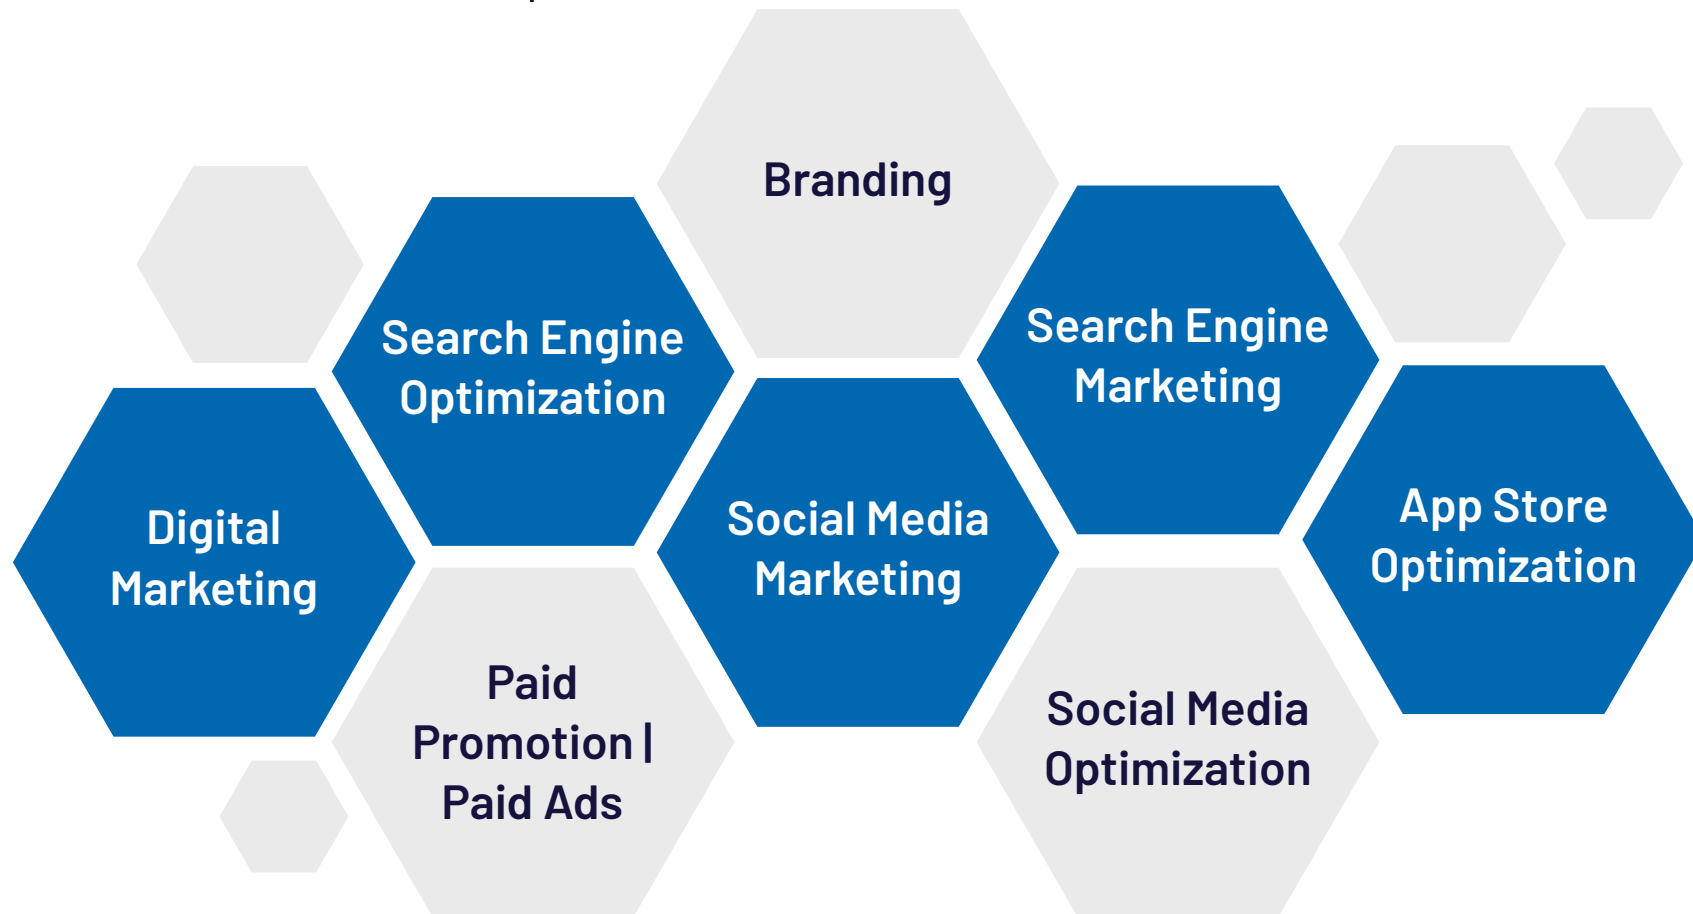 Branding
Search Engine
Optimization
Search Engine
Marketing
Digital
Marketing
Social Media
Marketing
App Store
Optimization
Paid
Promotion |
Paid Ads
Social Media
Optimization